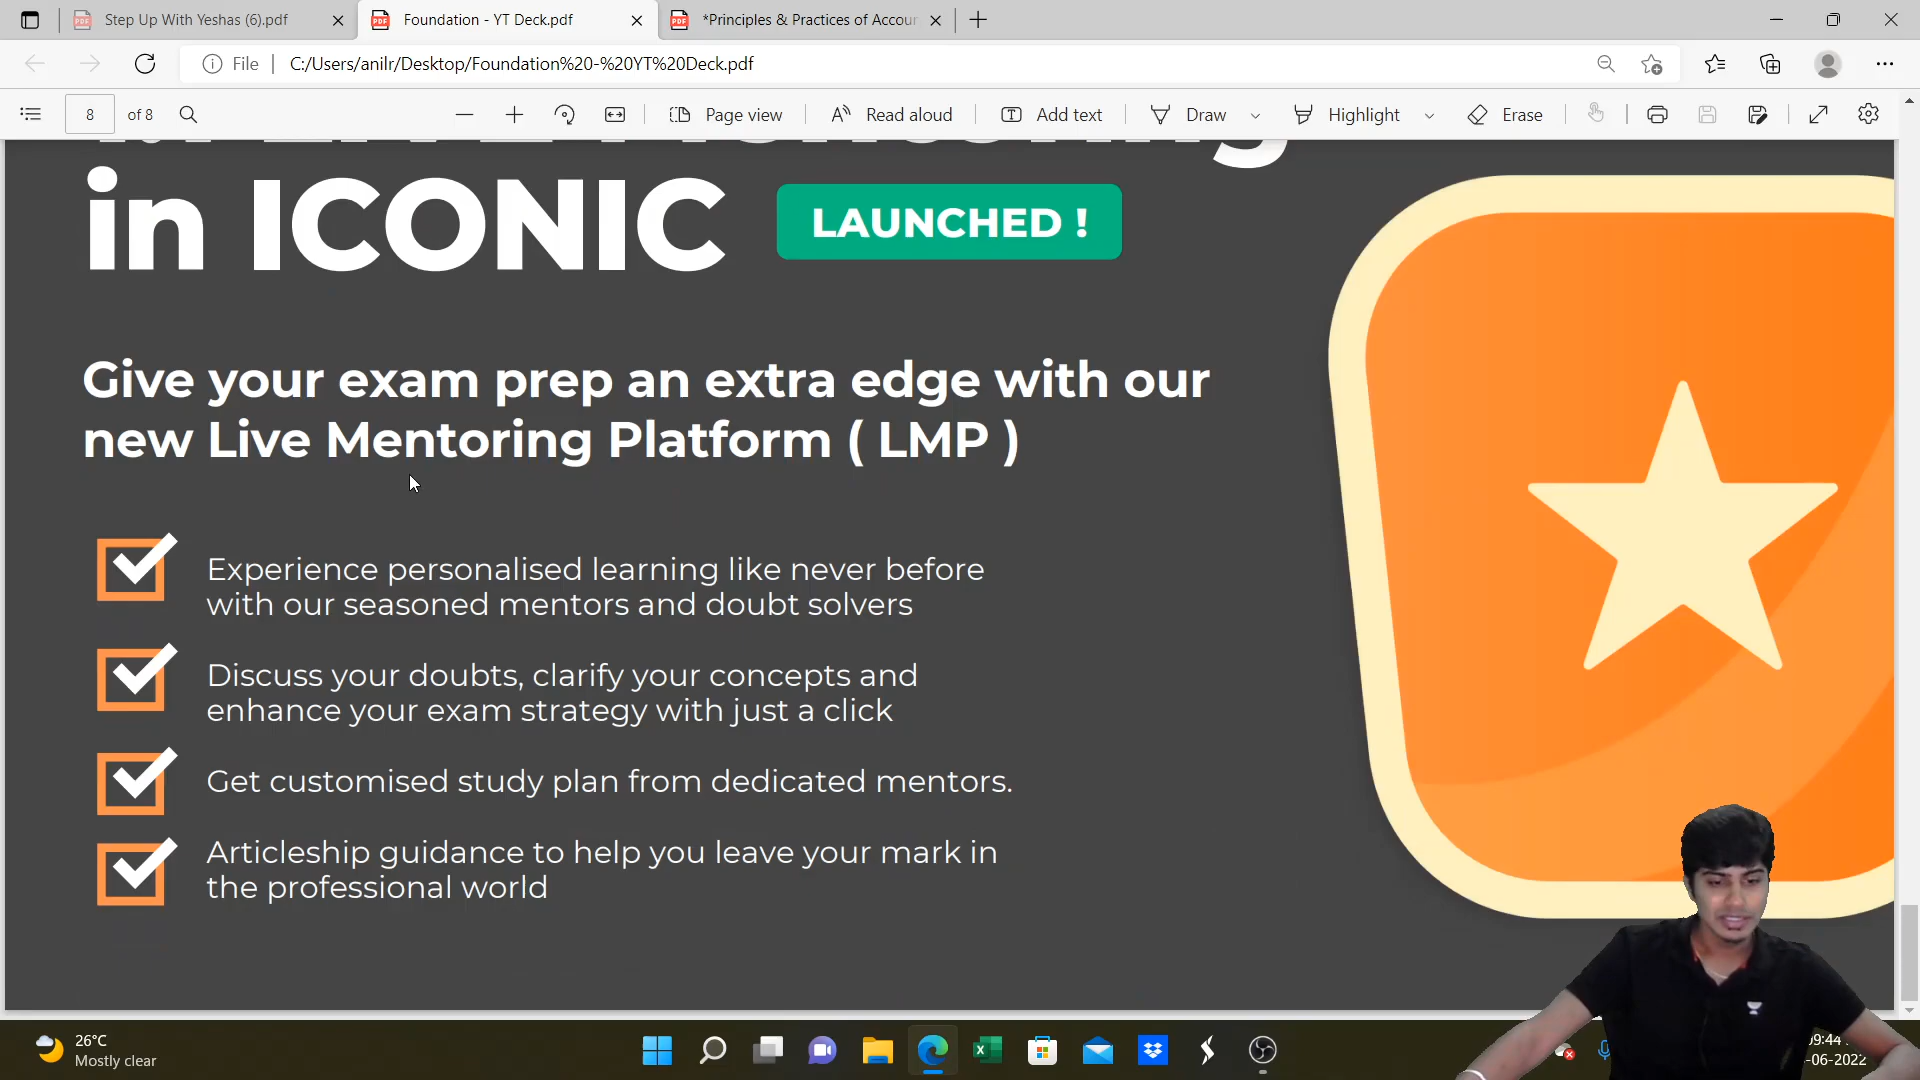 Step Up With Yeshas (6).pdf
Foundation - YT Deck.pdf
*Principles & Practices of Accour
File
C:/Users/anilr/Desktop/Foundation%20-%20YT%20Deck.pdf
8 of 8
Page view
Read aloud
Add text
Draw
Highlight
Erase
in ICONIC
LAUNCHED !
Give your exam prep an extra edge with our
new Live Mentoring Platform ( LMP )
Experience personalised learning like never before
with our seasoned mentors and doubt solvers
Discuss your doubts, clarify your concepts and
enhance your exam strategy with just a click
Get customised study plan from dedicated mentors.
Articleship guidance to help you leave your mark in
the professional world
26°C
Mostly clear
09:44
-06-2022